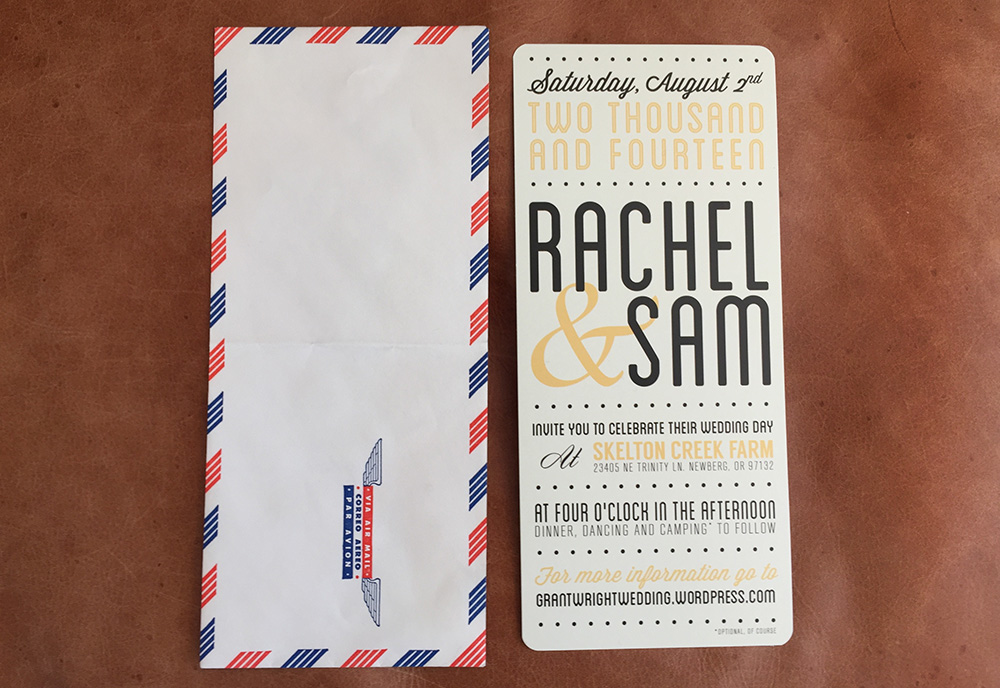 VIA AIR MAIL
CORREO AEREO
PAR AVION
Saturday, August 2nd
TWO THOUSAND
AND FOURTEEN
RACHEL
& SAM
INVITE YOU TO CELEBRATE THEIR WEDDING DAY
At SKELTON CREEK FARM
23405 NE TRINITY LN. NEWBERG, OR 97132
AT FOUR O'CLOCK IN THE AFTERNOON
DINNER, DANCING AND CAMPING* TO FOLLOW
For more information go to
GRANTWRIGHTWEDDING.WORDPRESS.COM
*OPTIONAL, OF COURSE